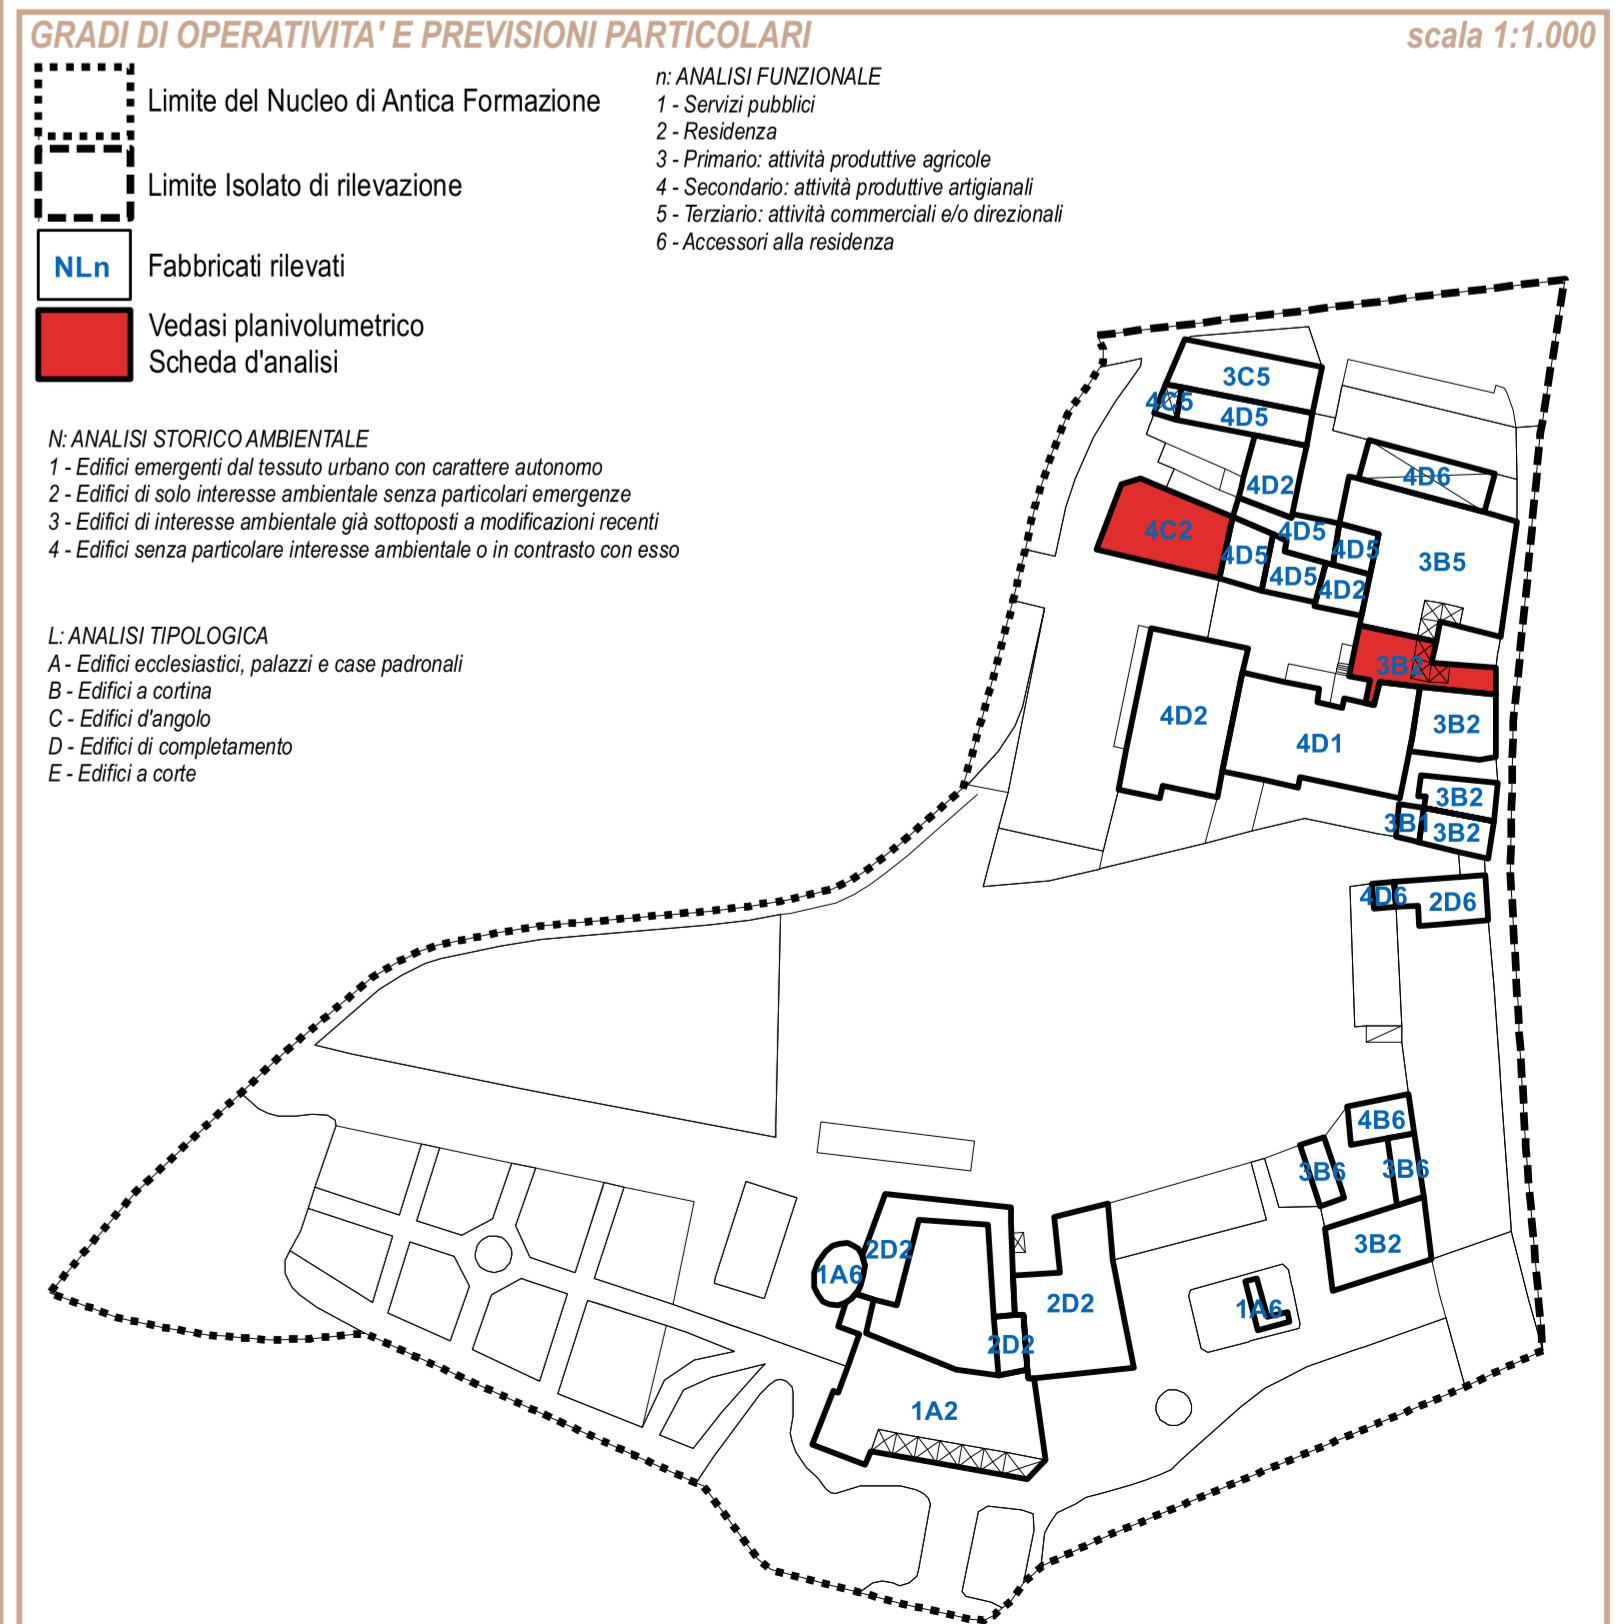 GRADI DI OPERATIVITA' E PREVISIONI PARTICOLARI
scala 1:1.000
Limite del Nucleo di Antica Formazione
Limite Isolato di rilevazione
NLn
Fabbricati rilevati
Vedasi planivolumetrico
Scheda d'analisi
n: ANALISI FUNZIONALE
1 - Servizi pubblici
2 - Residenza
3 - Primario: attività produttive agricole
4 - Secondario: attività produttive artigianali
5 - Terziario: attività commerciali e/o direzionali
6 - Accessori alla residenza
N: ANALISI STORICO AMBIENTALE
1 - Edifici emergenti dal tessuto urbano con carattere autonomo
2 - Edifici di solo interesse ambientale senza particolari emergenze
3 - Edifici di interesse ambientale già sottoposti a modificazioni recenti
4 - Edifici senza particolare interesse ambientale o in contrasto con esso
L: ANALISI TIPOLOGICA
A - Edifici ecclesiastici, palazzi e case padronali
B - Edifici a cortina
C - Edifici d'angolo
D - Edifici di completamento
E - Edifici a corte
3C5
4C5
4D5
4D2
4D6
4C2
4D5
4D5
4D5
4D5
4D2
3B5
3B2
4D2
4D1
3B2
3B2
3B1
3B2
4D6
2D6
4B6
3B6
3B6
3B2
2D2
1A6
2D2
2D2
1A6
1A2